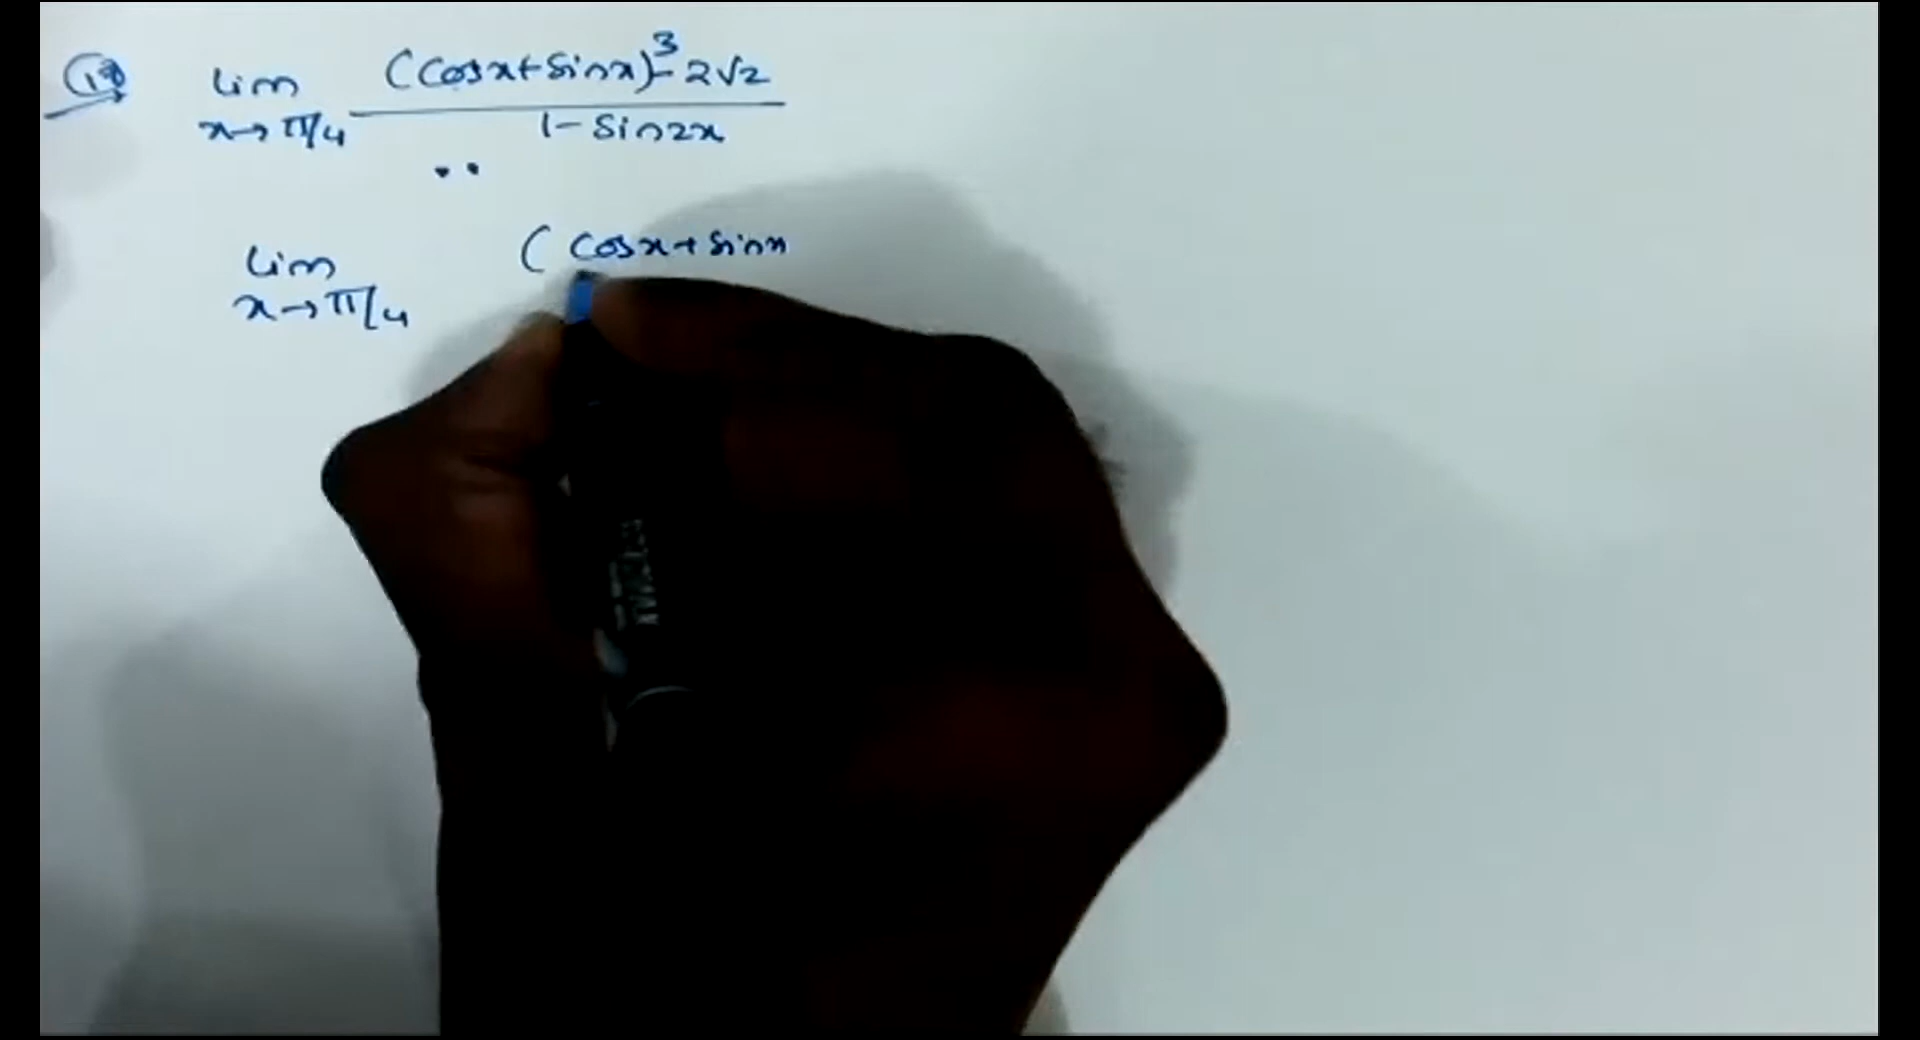 lim (Cosx+Sinx)³-2√2
x→π/4 1-Sin2x
lim (Cosx+Sinx
x→π/4